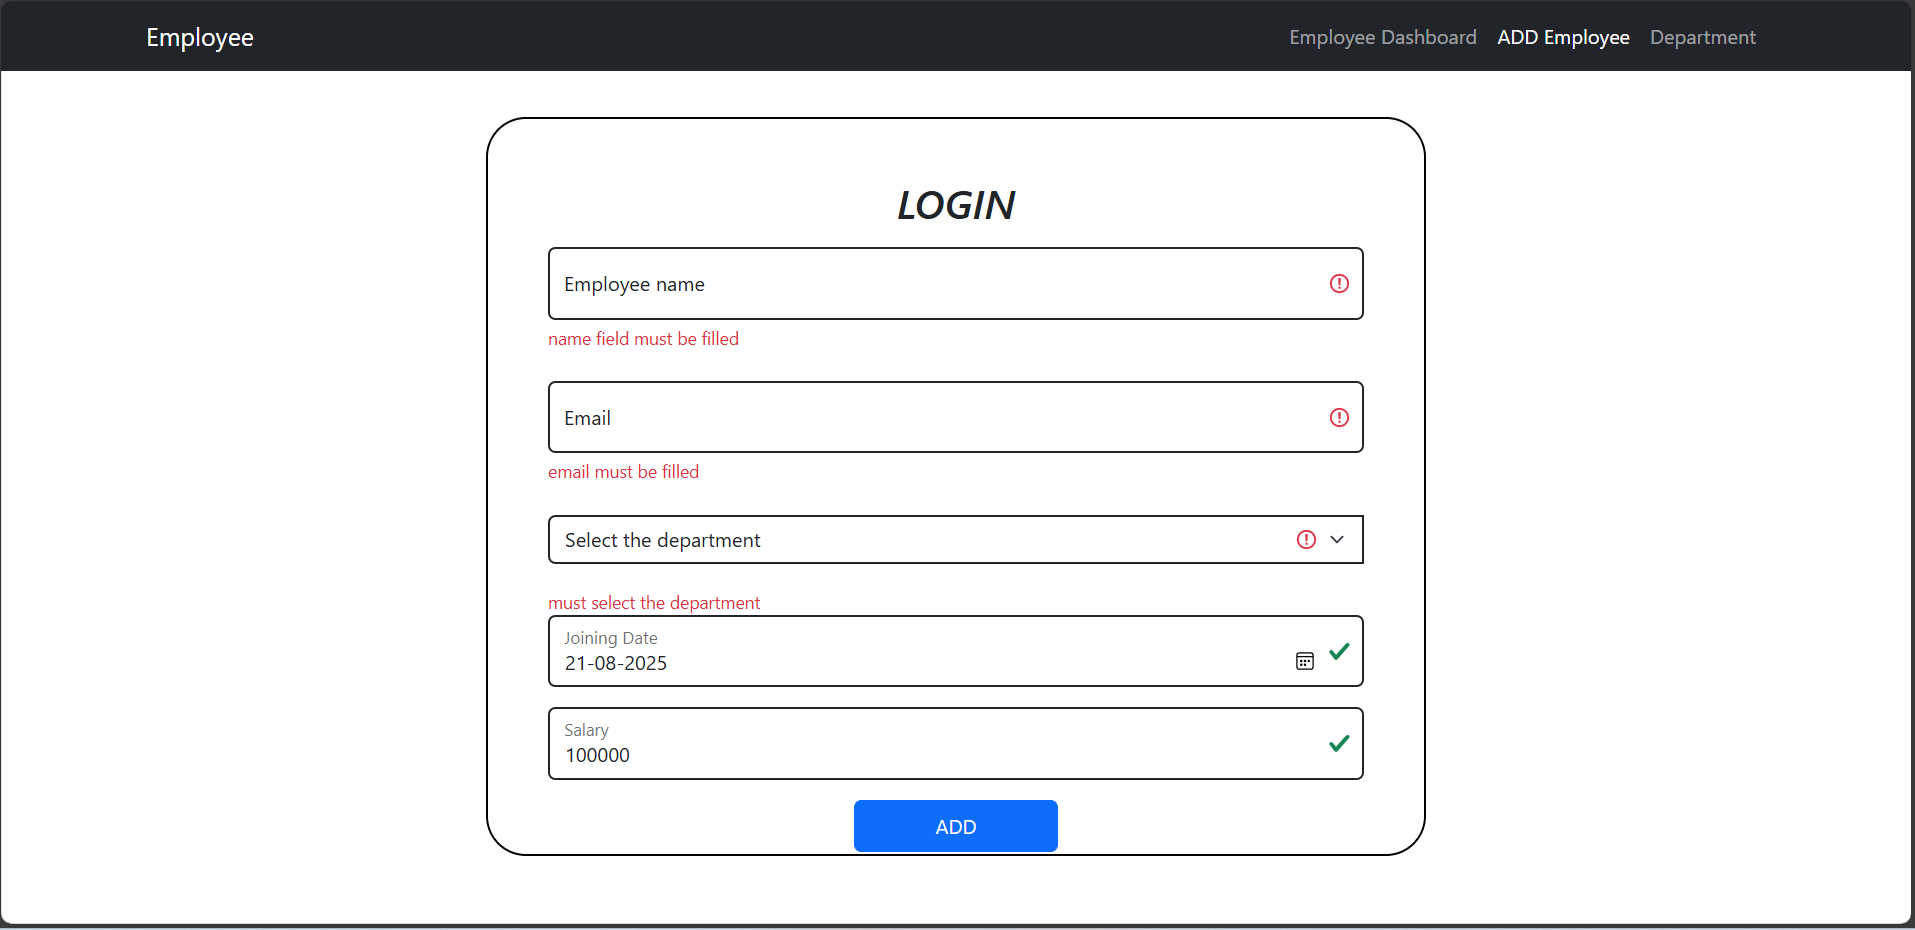 Employee
Employee Dashboard ADD Employee Department
LOGIN
Employee name
name field must be filled
Email
email must be filled
Select the department
must select the department
Joining Date
21-08-2025
Salary
100000
ADD